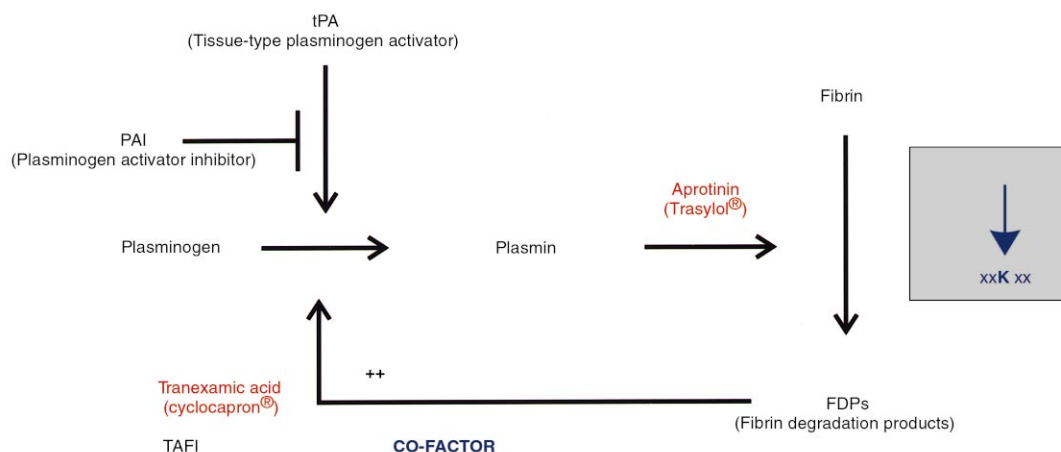 tPA
(Tissue-type plasminogen activator)
Fibrin
PAI
(Plasminogen activator inhibitor)
Aprotinin
(Trasylol®)
Plasminogen
Plasmin
xxK xx
++
Tranexamic acid
(cyclocapron®)
FDPs
(Fibrin degradation products)
TAFI
CO-FACTOR